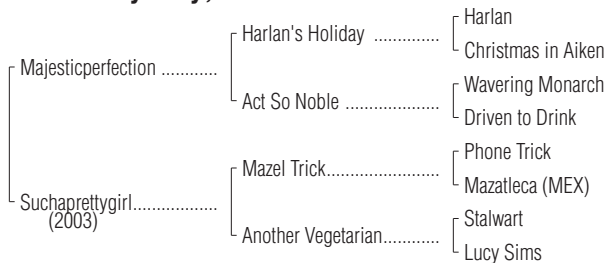 Harlan
Harlan's Holiday ..............
Christmas in Aiken
Majesticperfection ............
Wavering Monarch
Act So Noble ....................
Driven to Drink
Phone Trick
Mazel Trick.......................
Mazatleca (MEX)
Suchaprettygirl..................
(2003)
Stalwart
Another Vegetarian............
Lucy Sims